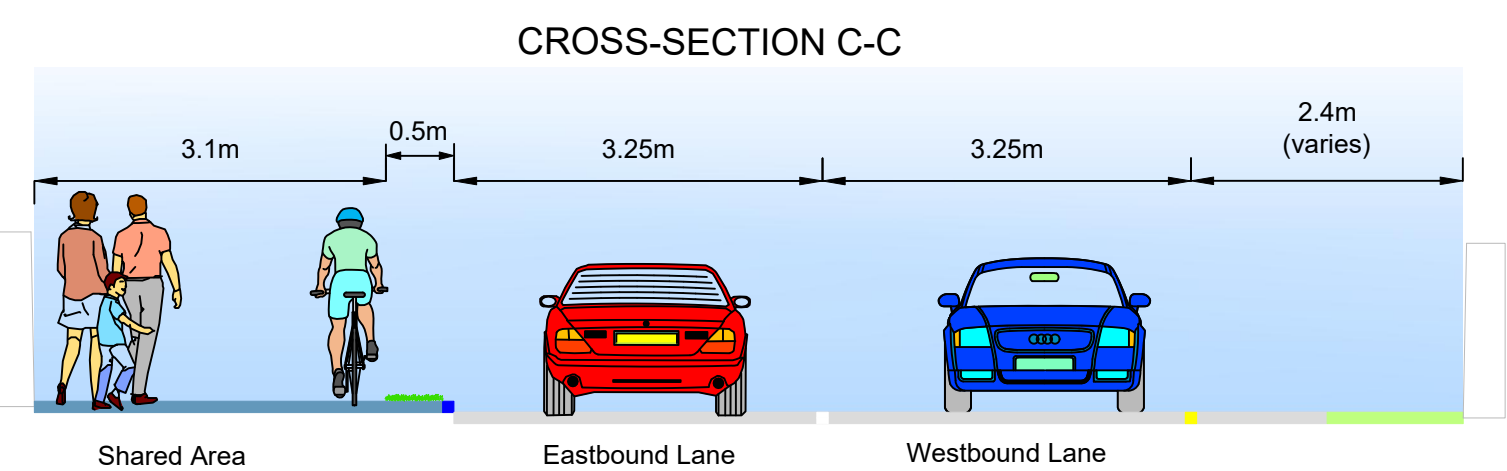 CROSS-SECTION C-C
3.1m
0.5m
3.25m
3.25m
2.4m
(varies)
Shared Area
Eastbound Lane
Westbound Lane